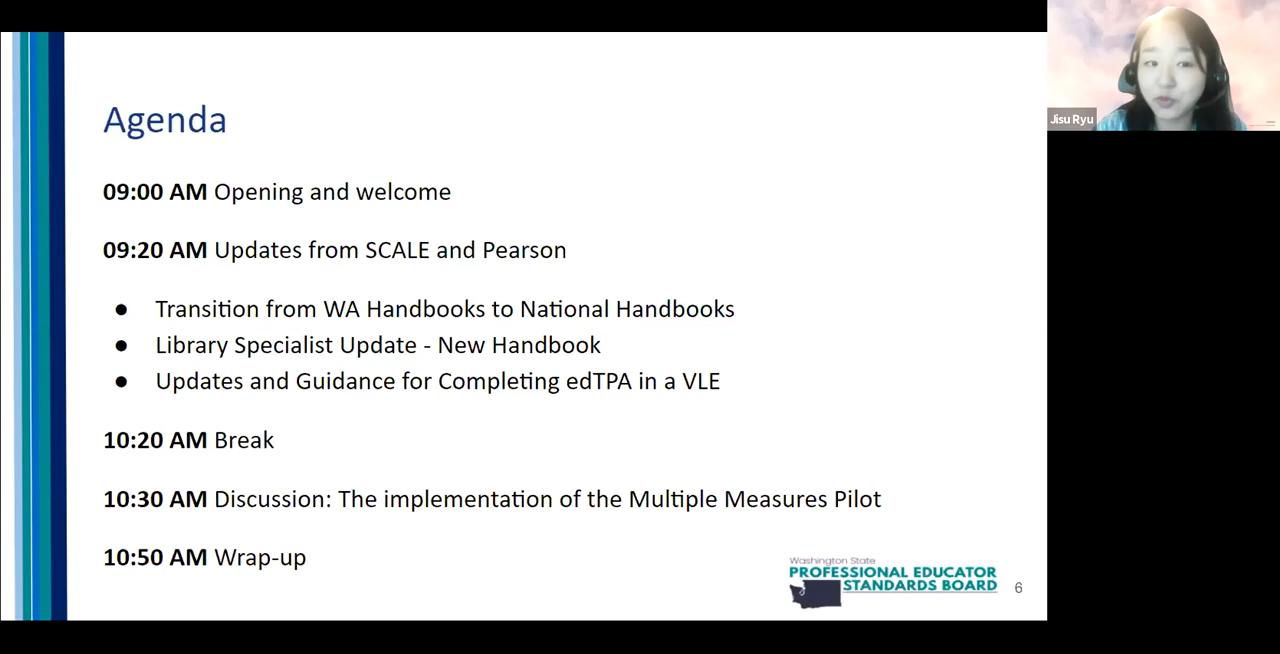 Agenda
09:00 AM Opening and welcome
09:20 AM Updates from SCALE and Pearson
● Transition from WA Handbooks to National Handbooks
● Library Specialist Update - New Handbook
● Updates and Guidance for Completing edTPA in a VLE
10:20 AM Break
10:30 AM Discussion: The implementation of the Multiple Measures Pilot
10:50 AM Wrap-up
Washington State
PROFESSIONAL EDUCATOR
STANDARDS BOARD
6
Jisu Ryu